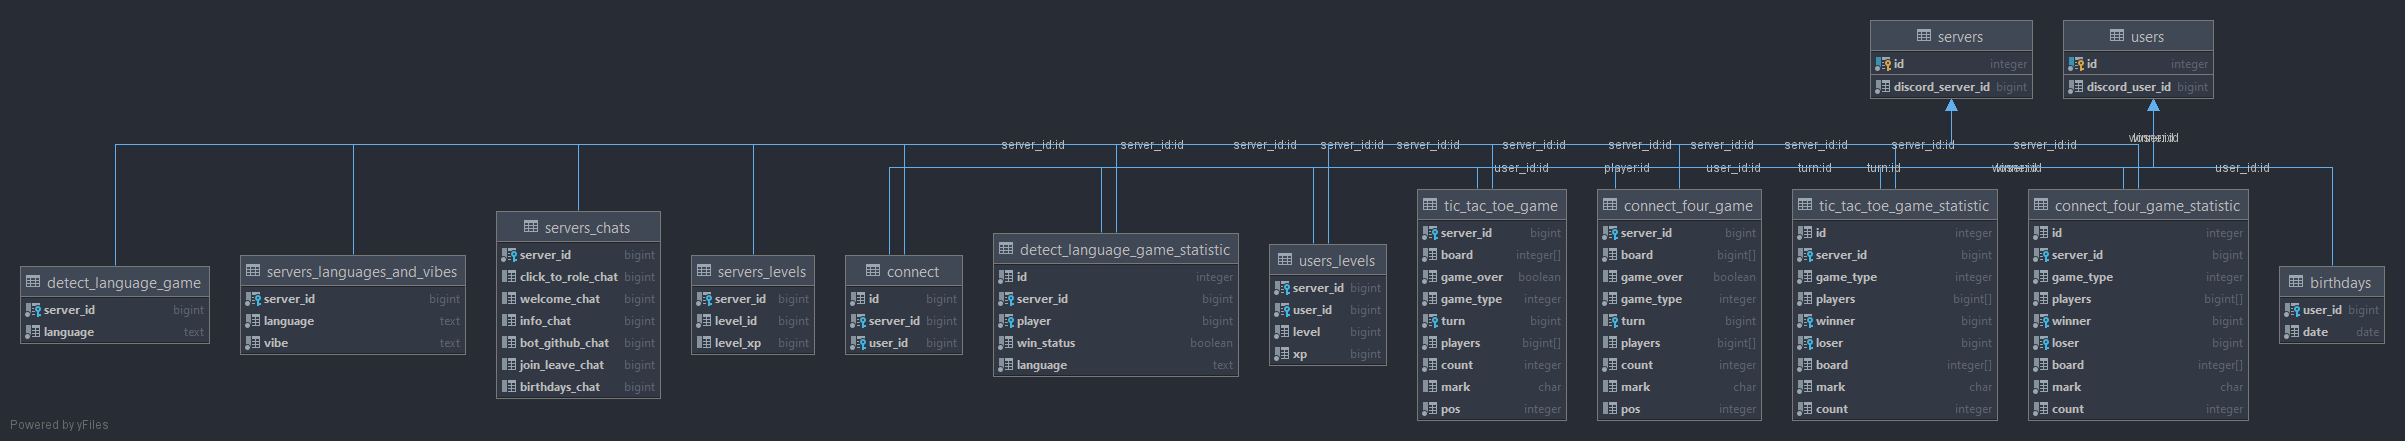 servers
id integer
discord_server_id bigint
users
id integer
discord_user_id bigint
server_id:id
server_id:id
server_id:id
server_id:id
server_id:id
server_id:id
server_id:id
server_id:id
server_id:id
server_id:id
server_id:id
user_id:id
player:id
user_id:id
turn:id
turn:id
user_id:id
detect_language_game
server_id bigint
language text
servers_languages_and_vibes
server_id bigint
language text
vibe text
servers_chats
server_id bigint
click_to_role_chat bigint
welcome_chat bigint
info_chat bigint
bot_github_chat bigint
join_leave_chat bigint
birthdays_chat bigint
servers_levels
server_id bigint
level_id bigint
level_xp bigint
connect
id bigint
server_id bigint
user_id bigint
detect_language_game_statistic
id integer
server_id bigint
player bigint
win_status boolean
language text
users_levels
server_id bigint
user_id bigint
level bigint
xp bigint
tic_tac_toe_game
server_id bigint
board integer[]
game_over boolean
game_type integer
turn bigint
players bigint[]
count integer
mark char
pos integer
connect_four_game
server_id bigint
board bigint[]
game_over boolean
game_type integer
turn bigint
players bigint[]
count integer
mark char
pos integer
tic_tac_toe_game_statistic
id integer
server_id bigint
game_type integer
players bigint[]
winner bigint
loser bigint
board integer[]
mark char
count integer
connect_four_game_statistic
id integer
server_id bigint
game_type integer
players bigint[]
winner bigint
loser bigint
board integer[]
mark char
count integer
birthdays
user_id bigint
date date
Powered by yFiles